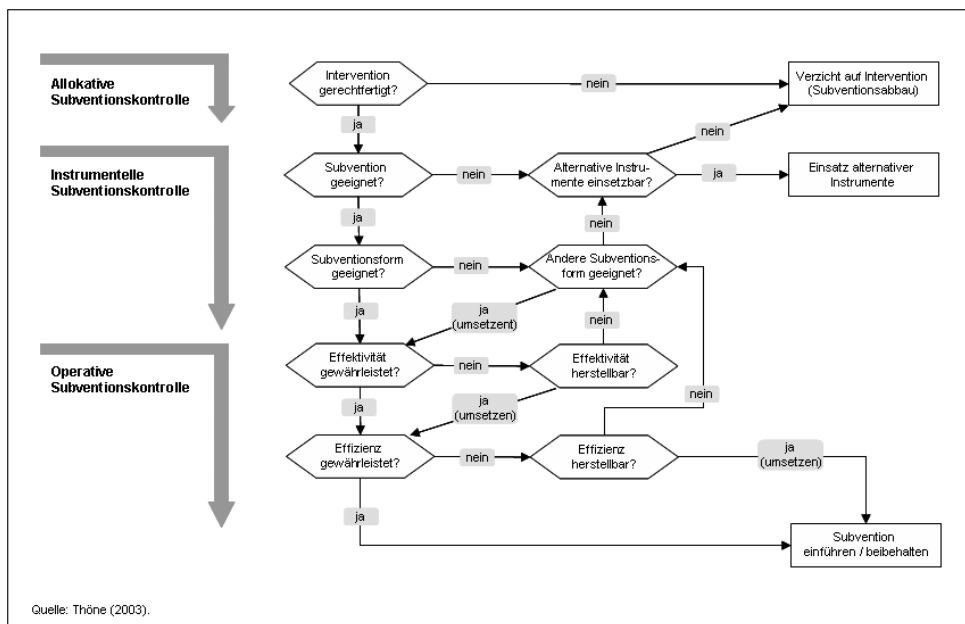 Allokative
Subventionskontrolle
Intervention
gerechtfertigt?
nein
Verzicht auf Intervention
(Subventionsabbau)
ja
nein
Instrumentelle
Subventionskontrolle
Subvention
geeignet?
nein
Alternative Instru-
mente einsetzbar?
ja
Einsatz alternativer
Instrumente
ja
nein
Subventionsform
geeignet?
nein
Andere Subventions-
form geeignet?
ja
ja
(umsetzent)
nein
Operative
Subventionskontrolle
Effektivität
gewährleistet?
nein
Effektivität
herstellbar?
nein
ja
ja
(umsetzen)
Effizienz
gewährleistet?
nein
Effizienz
herstellbar?
ja
(umsetzen)
ja
Subvention
einführen / beibehalten
Quelle: Thöne (2003).